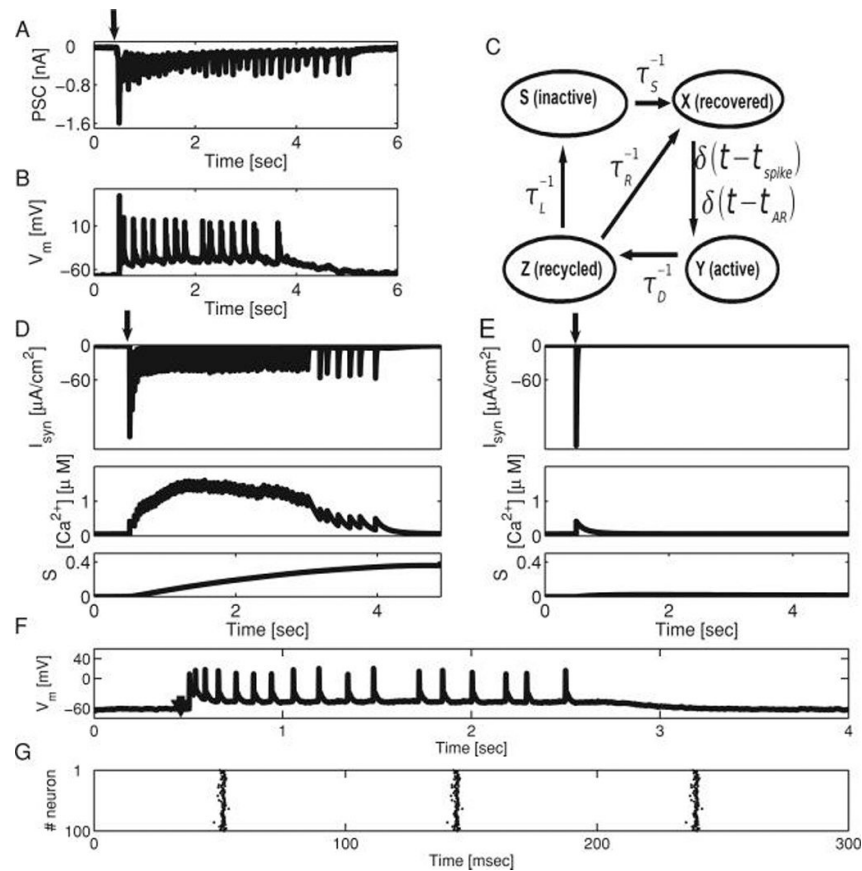 A
0
−0.8
−1.6
PSC [nA]
0 2 4 6
Time [sec]
B
10
−60
V_m [mV]
0 2 4 6
Time [sec]
C
S (inactive)
X (recovered)
Z (recycled)
Y (active)
τ_S^−1
τ_R^−1
τ_L^−1
τ_D^−1
δ(t−t_spike)
δ(t−t_AR)
D
0
−60
I_syn [μA/cm²]
1
0
[Ca²⁺] [μ M]
0.4
0
S
0 2 4
Time [sec]
E
0
−60
I_syn [μA/cm²]
1
0
[Ca²⁺] [μ M]
0.4
0
S
0 2 4
Time [sec]
F
40
−0
−60
V_m [mV]
0 1 2 3 4
Time [sec]
G
1
100
# neuron
0 100 200 300
Time [msec]